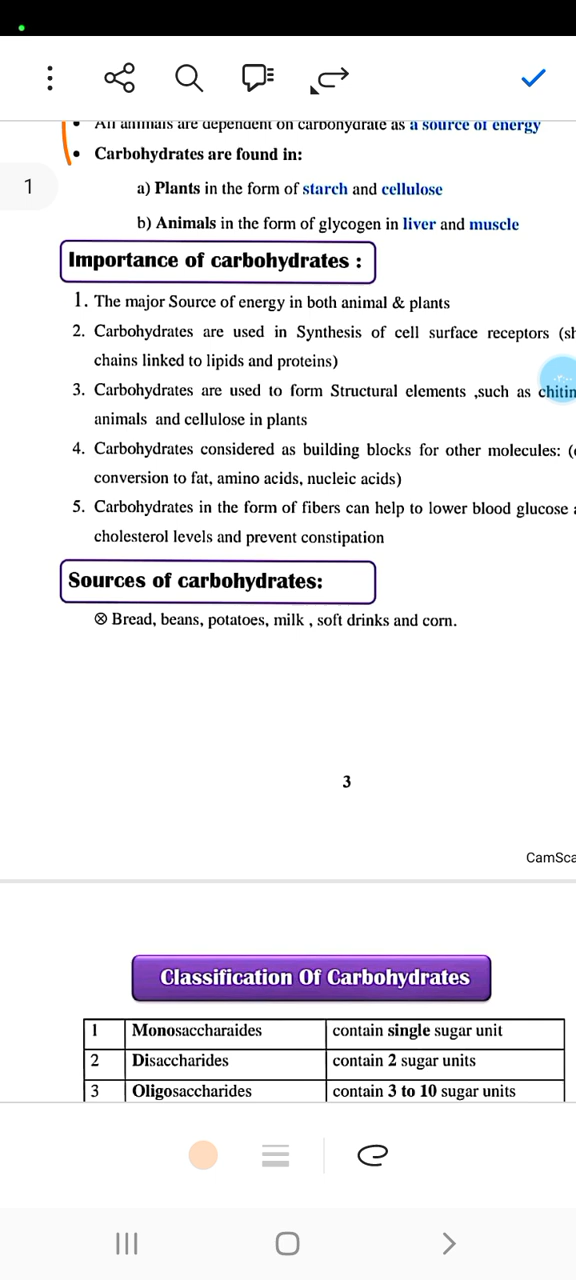 All animals are dependent on carbohydrate as a source of energy
1
• Carbohydrates are found in:
a) Plants in the form of starch and cellulose
b) Animals in the form of glycogen in liver and muscle
Importance of carbohydrates :
1. The major Source of energy in both animal & plants
2. Carbohydrates are used in Synthesis of cell surface receptors (sh
chains linked to lipids and proteins)
3. Carbohydrates are used to form Structural elements ,such as chitin
animals and cellulose in plants
4. Carbohydrates considered as building blocks for other molecules: (
conversion to fat, amino acids, nucleic acids)
5. Carbohydrates in the form of fibers can help to lower blood glucose
cholesterol levels and prevent constipation
Sources of carbohydrates:
⊗ Bread, beans, potatoes, milk , soft drinks and corn.
3
CamSca
Classification Of Carbohydrates
1 Monosaccharaides contain single sugar unit
2 Disaccharides contain 2 sugar units
3 Oligosaccharides contain 3 to 10 sugar units